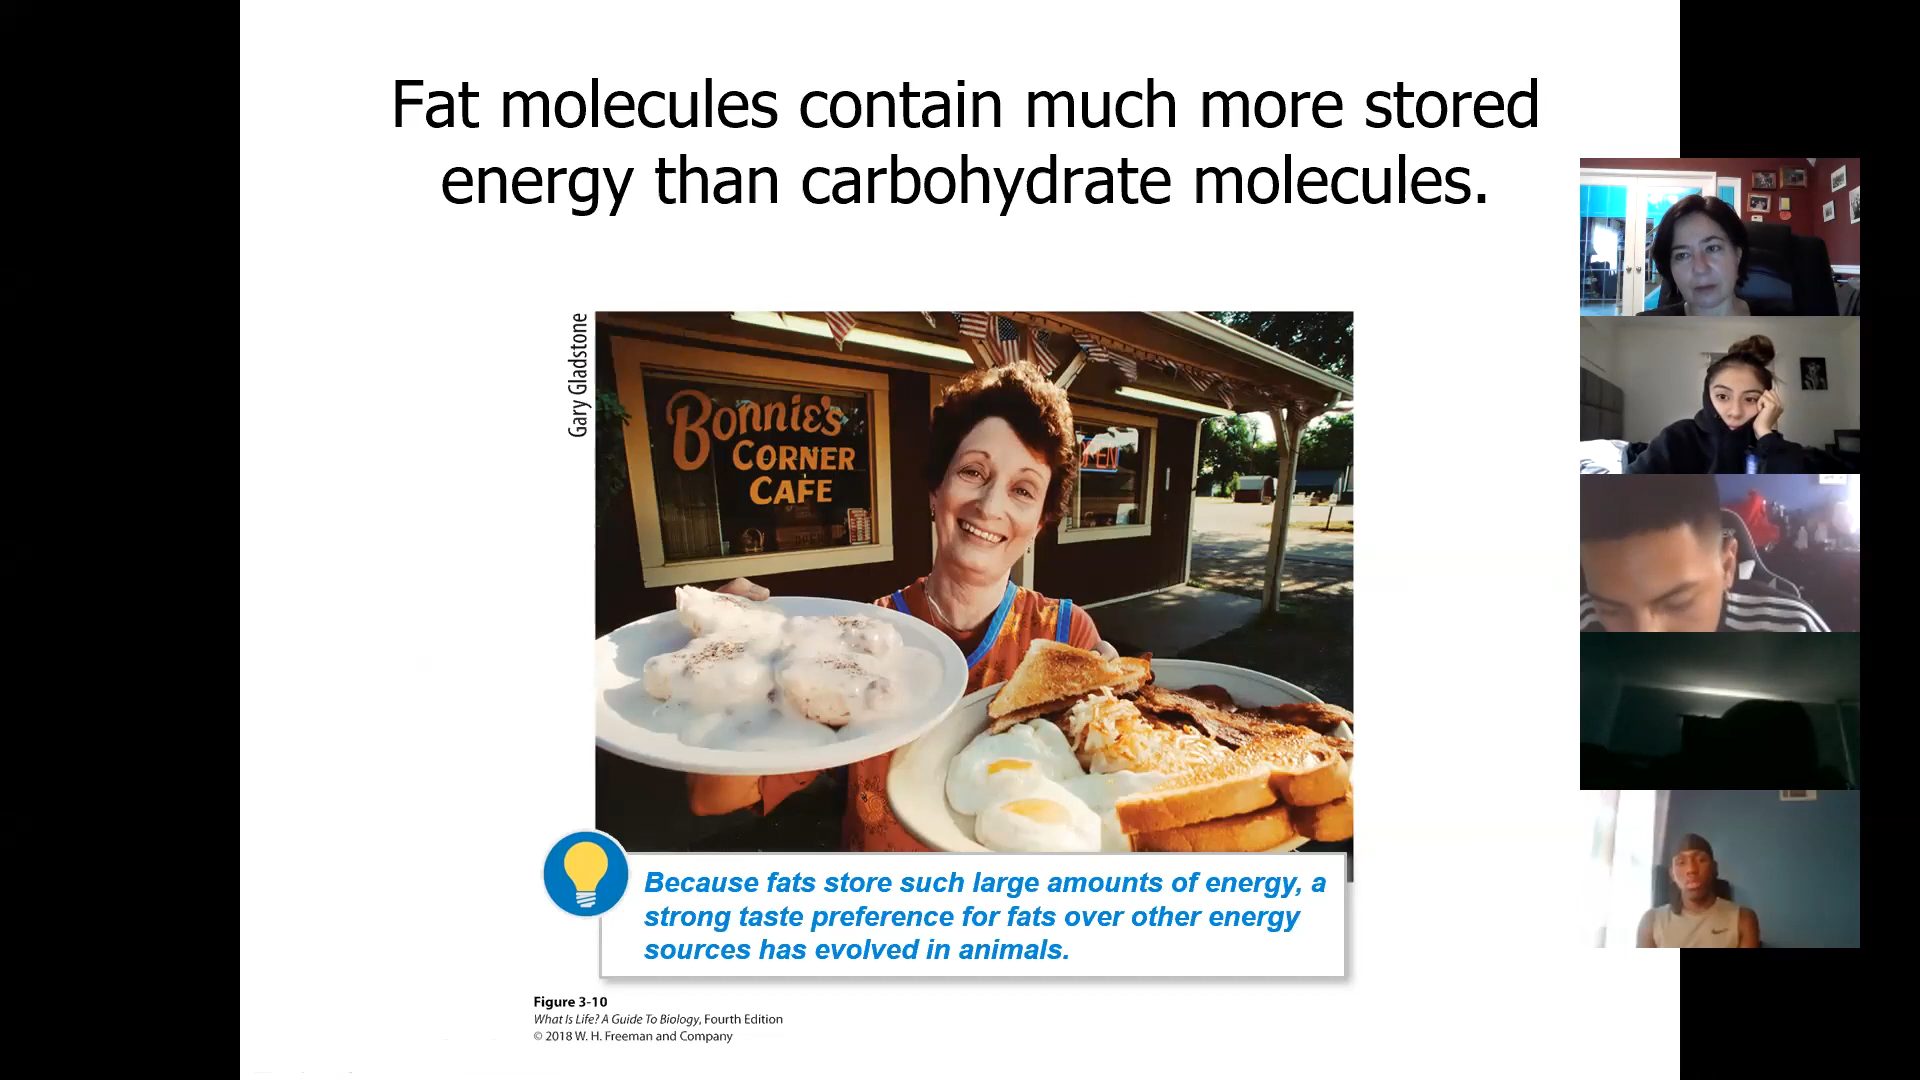 Fat molecules contain much more stored
energy than carbohydrate molecules.
Gary Gladstone
Bonnie's
CORNER
CAFE
OPEN
Because fats store such large amounts of energy, a
strong taste preference for fats over other energy
sources has evolved in animals.
Figure 3-10
What Is Life? A Guide To Biology, Fourth Edition
© 2018 W. H. Freeman and Company